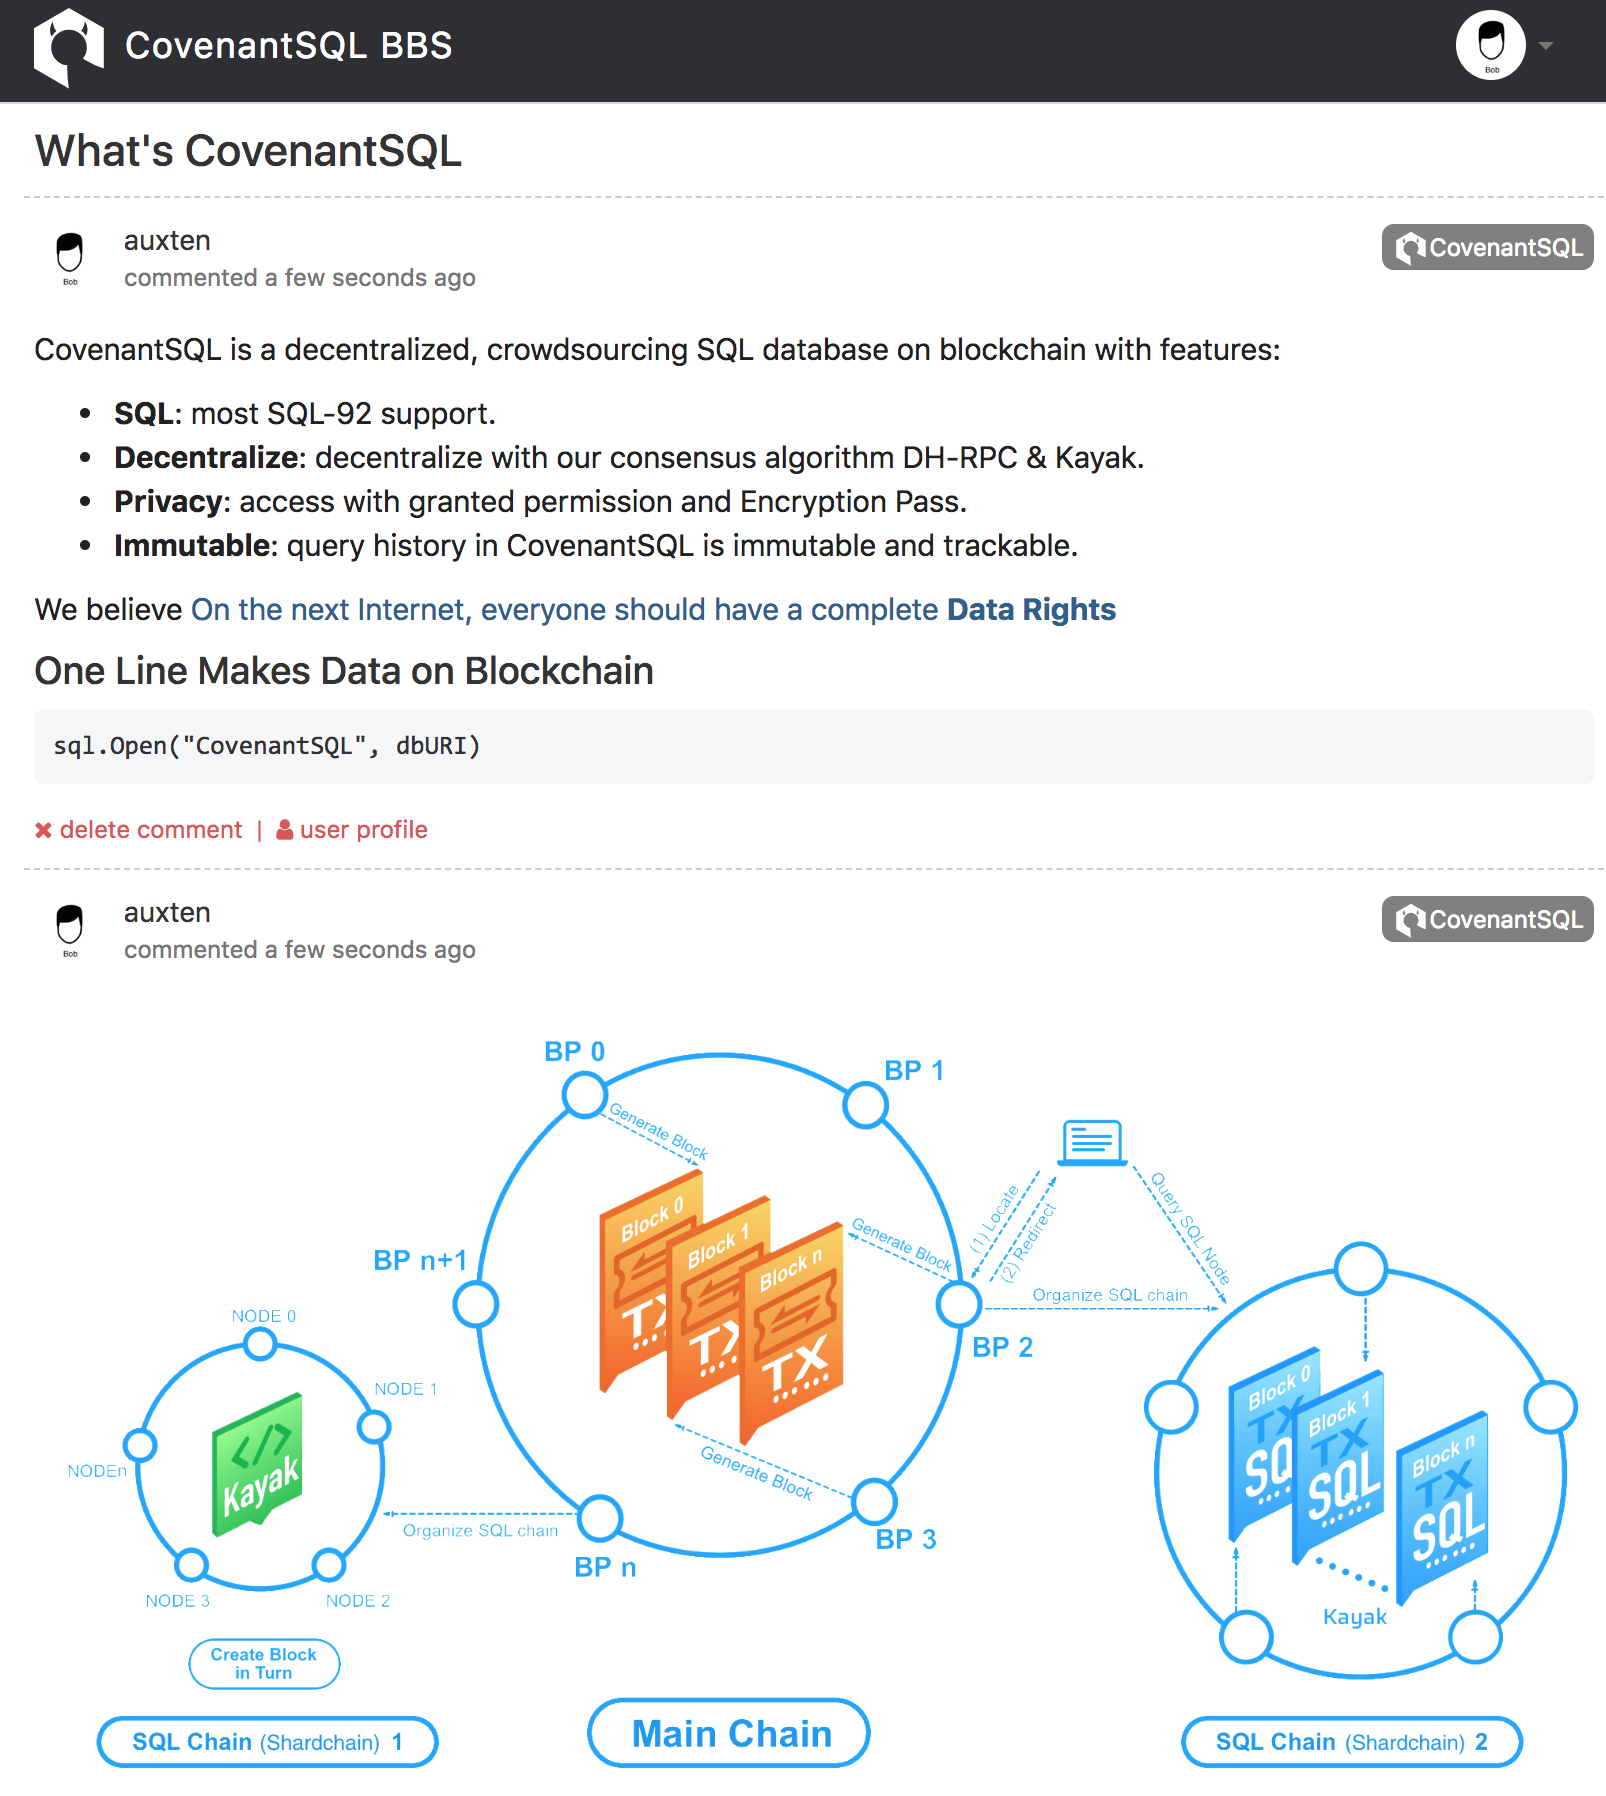 CovenantSQL BBS
Bob
What's CovenantSQL
auxten
commented a few seconds ago
Bob
CovenantSQL
CovenantSQL is a decentralized, crowdsourcing SQL database on blockchain with features:
• SQL: most SQL-92 support.
• Decentralize: decentralize with our consensus algorithm DH-RPC & Kayak.
• Privacy: access with granted permission and Encryption Pass.
• Immutable: query history in CovenantSQL is immutable and trackable.
We believe On the next Internet, everyone should have a complete Data Rights
One Line Makes Data on Blockchain
sql.Open("CovenantSQL", dbURI)
delete comment | user profile
auxten
commented a few seconds ago
Bob
CovenantSQL
BP 0
BP 1
Generate Block
Block 0
TX
Block 1
TX
Block n
TX
Generate Block
(1) Locate
(2) Redirect
Query SQL Node
BP n+1
Organize SQL chain
BP 2
NODE 0
NODE 1
</> Kayak
NODEn
NODE 3
NODE 2
Organize SQL chain
Generate Block
BP n
BP 3
Block 0
TX
SQ
Block 1
TX
SQL
Block n
TX
SQL
Kayak
Create Block
in Turn
SQL Chain (Shardchain) 1
Main Chain
SQL Chain (Shardchain) 2